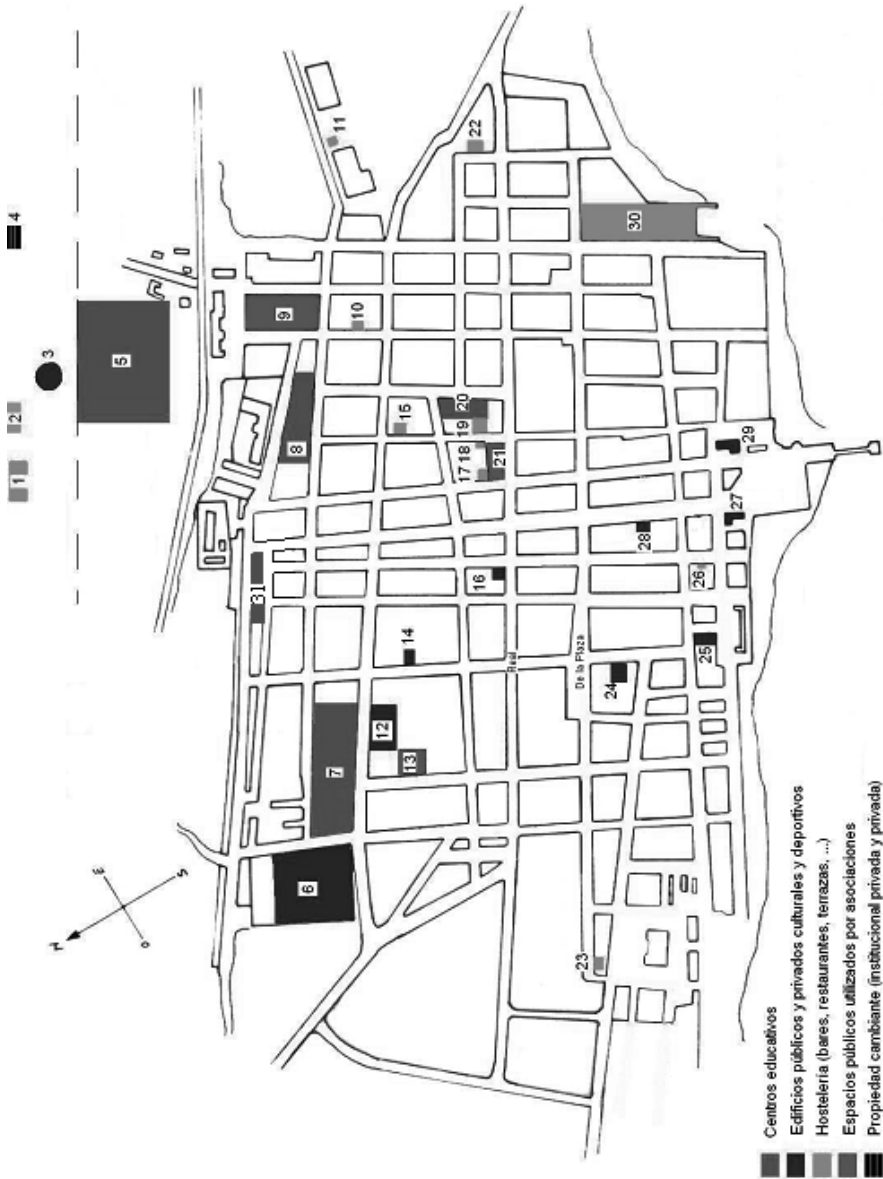 1
2
3
4
5
6
7
8
9
10
11
12
13
14
15
16
17
18
19
20
21
22
23
24
25
26
27
28
29
30
31
N
E
S
O
Real
De la Plaza
Centros educativos
Edificios públicos y privados culturales y deportivos
Hostelería (bares, restaurantes, terrazas, ...)
Espacios públicos utilizados por asociaciones
Propiedad cambiante (institucional privada y privada)